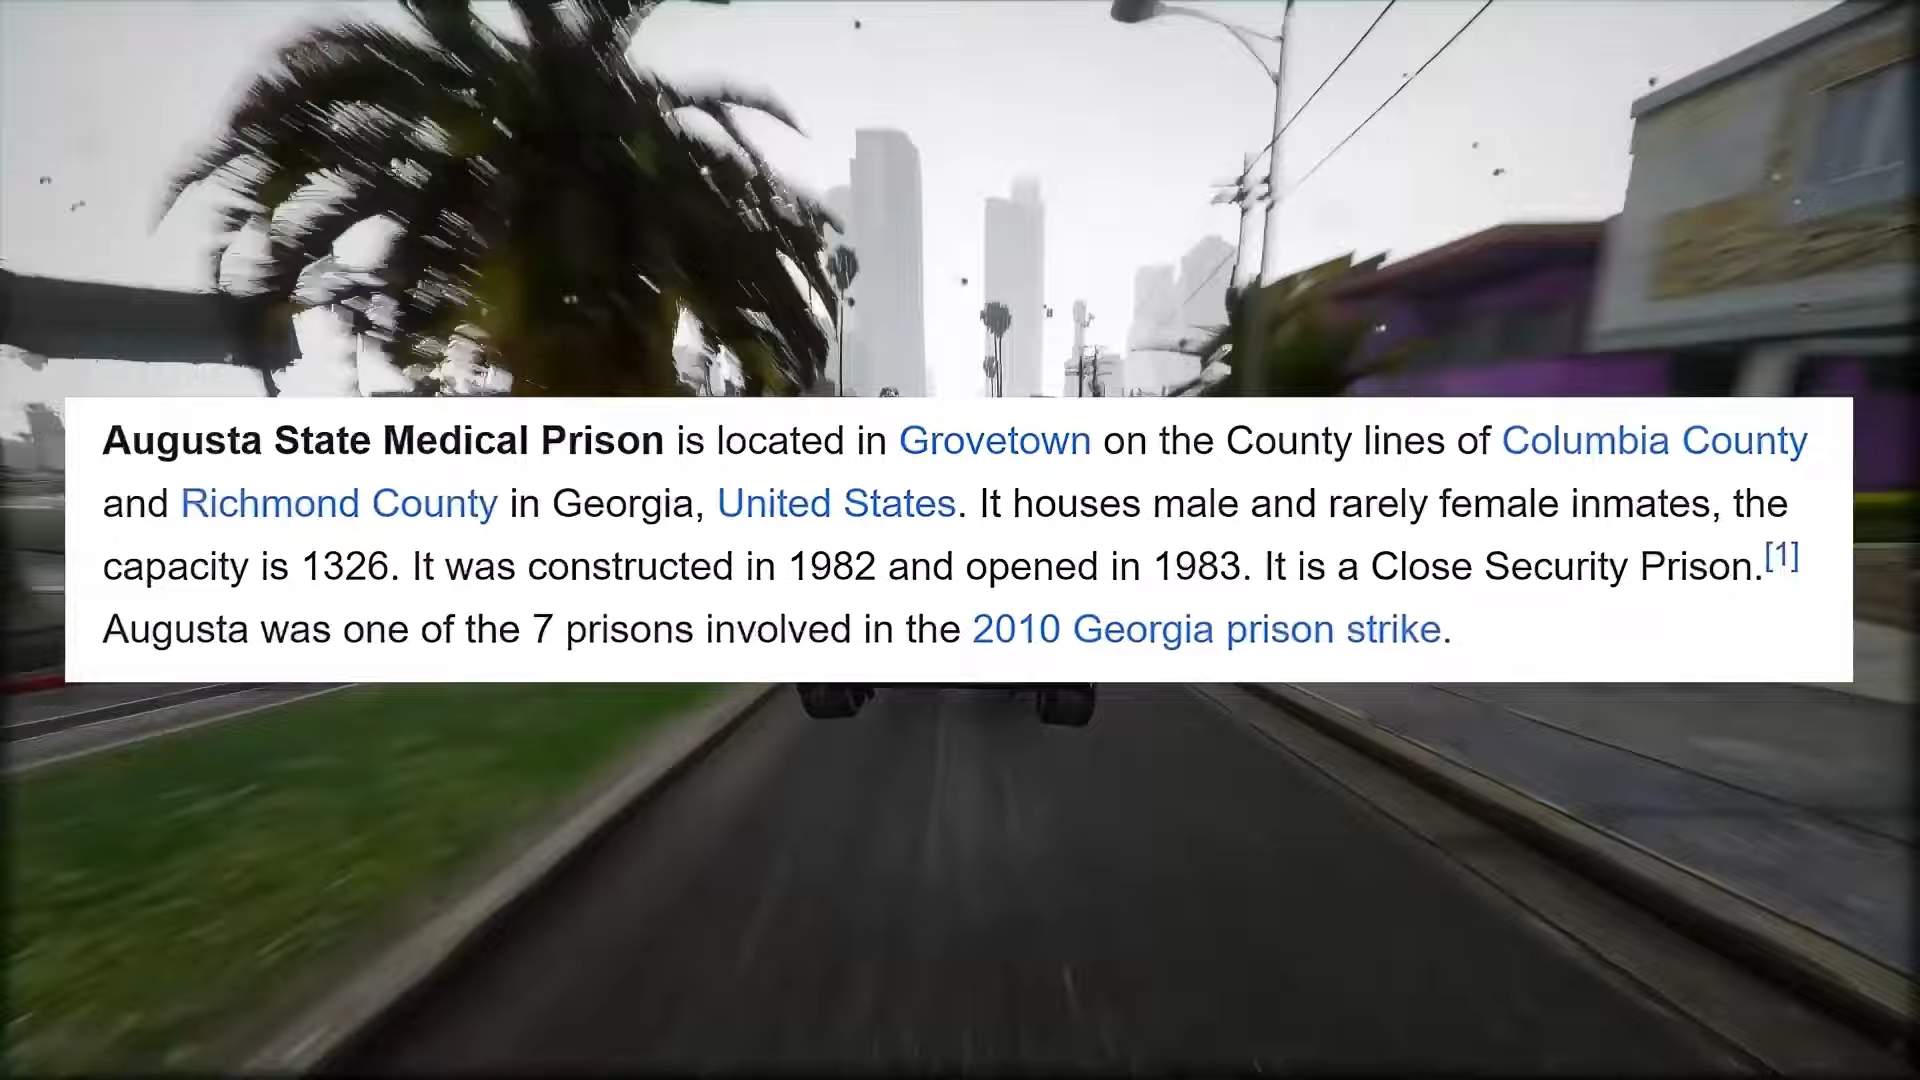 Augusta State Medical Prison is located in Grovetown on the County lines of Columbia County
and Richmond County in Georgia, United States. It houses male and rarely female inmates, the
capacity is 1326. It was constructed in 1982 and opened in 1983. It is a Close Security Prison.[1]
Augusta was one of the 7 prisons involved in the 2010 Georgia prison strike.